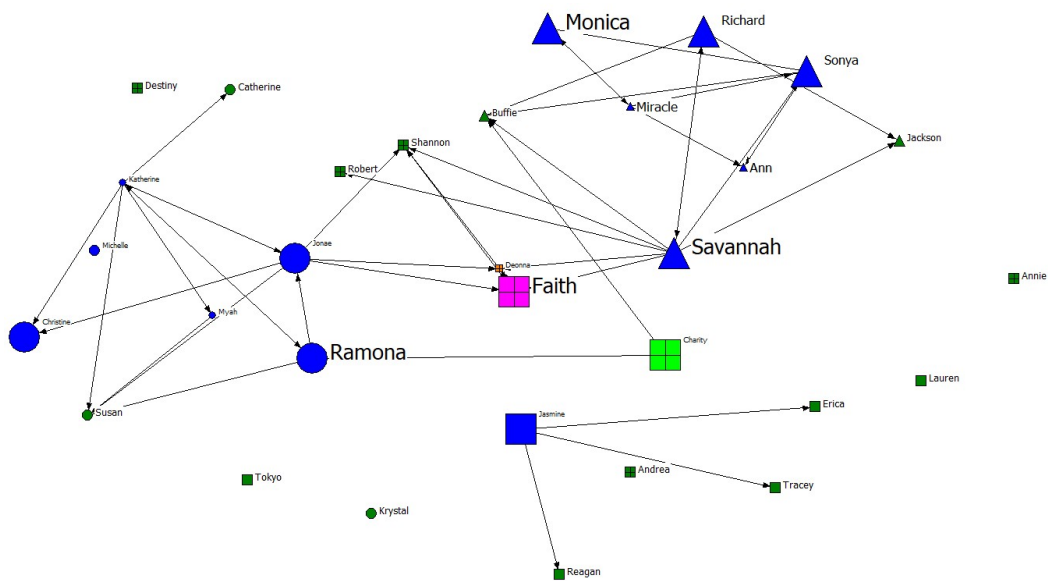 Monica
Richard
Sonya
Destiny
Catherine
Miracle
Buffie
Shannon
Jackson
Robert
Ann
Katherine
Michelle
Jonae
Savannah
Deonna
Faith
Annie
Myah
Christine
Ramona
Charity
Lauren
Susan
Jasmine
Erica
Andrea
Tokyo
Tracey
Krystal
Reagan